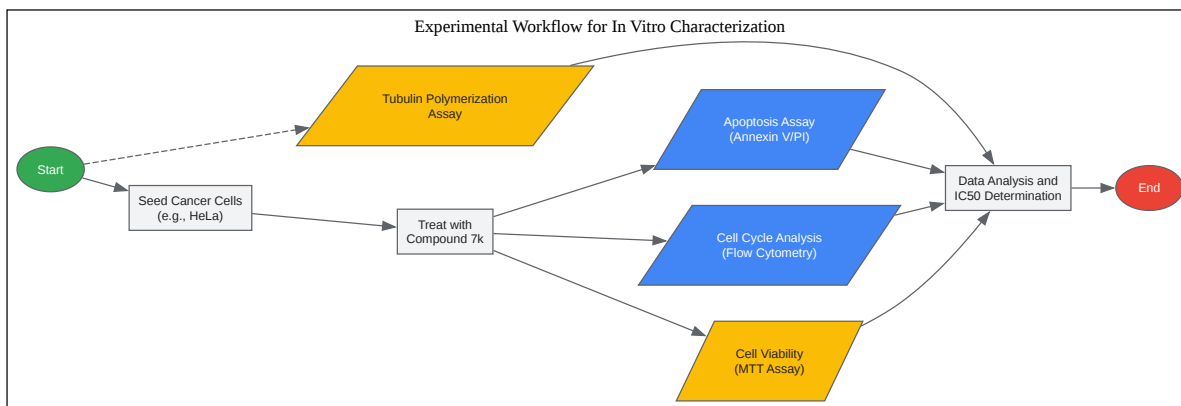 Experimental Workflow for In Vitro Characterization
Tubulin Polymerization
Assay
Apoptosis Assay
(Annexin V/PI)
Start
Seed Cancer Cells
(e.g., HeLa)
Treat with
Compound 7k
Cell Cycle Analysis
(Flow Cytometry)
Data Analysis and
IC50 Determination
End
Cell Viability
(MTT Assay)